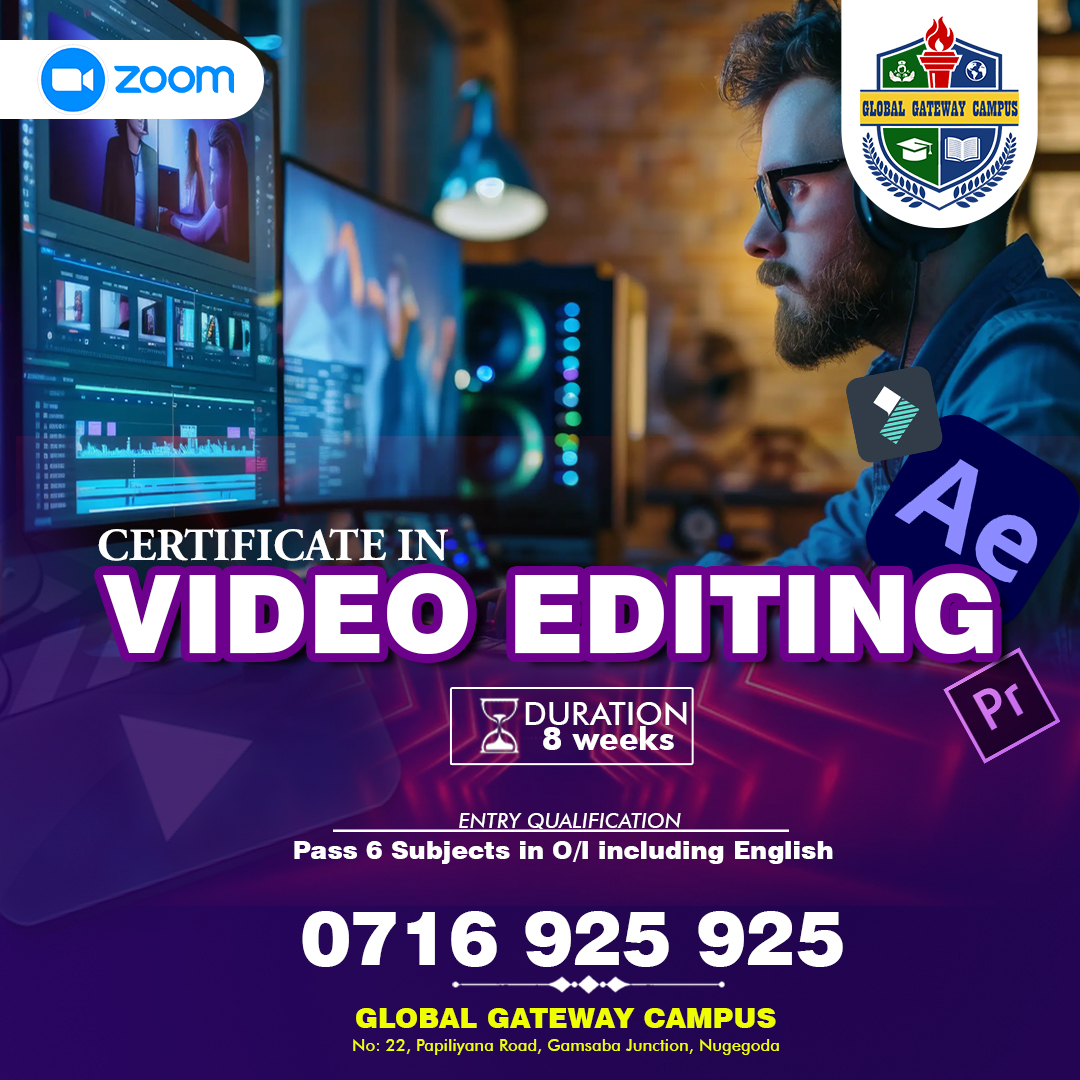 zoom
GLOBAL GATEWAY CAMPUS
Ae
CERTIFICATE IN
VIDEO EDITING
Pr
DURATION
8 weeks
ENTRY QUALIFICATION
Pass 6 Subjects in O/l including English
0716 925 925
GLOBAL GATEWAY CAMPUS
No: 22, Papiliyana Road, Gamsaba Junction, Nugegoda